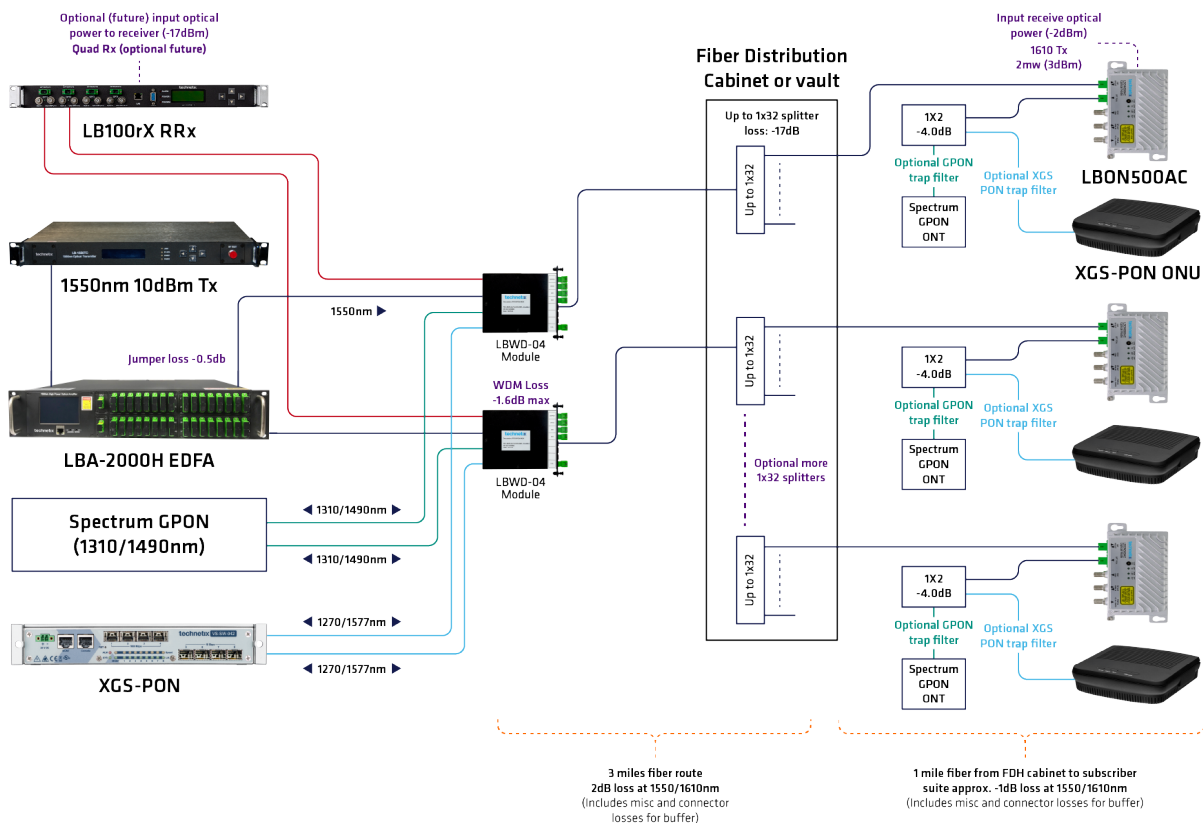 Optional (future) input optical
power to receiver (-17dBm)
Quad Rx (optional future)
technetix
LB100rX RRx
1550nm 10dBm Tx
Jumper loss -0.5db
technetix
LBA-2000H EDFA
Spectrum GPON
(1310/1490nm)
technetix
XGS-PON
1550nm
technetix
LBWD-04
Module
WDM Loss
-1.6dB max
technetix
LBWD-04
Module
1310/1490nm
1310/1490nm
1270/1577nm
1270/1577nm
Fiber Distribution
Cabinet or vault
Up to 1x32 splitter
loss: -17dB
Up to 1x32
Up to 1x32
Optional more
1x32 splitters
Up to 1x32
Input receive optical
power (-2dBm)
1610 Tx
2mw (3dBm)
1X2
-4.0dB
Optional GPON
trap filter
Optional XGS
PON trap filter
Spectrum
GPON
ONT
LBON500AC
XGS-PON ONU
1X2
-4.0dB
Optional GPON
trap filter
Optional XGS
PON trap filter
Spectrum
GPON
ONT
1X2
-4.0dB
Optional GPON
trap filter
Optional XGS
PON trap filter
Spectrum
GPON
ONT
3 miles fiber route
2dB loss at 1550/1610nm
(Includes misc and connector
losses for buffer)
1 mile fiber from FDH cabinet to subscriber
suite approx. -1dB loss at 1550/1610nm
(Includes misc and connector losses for buffer)